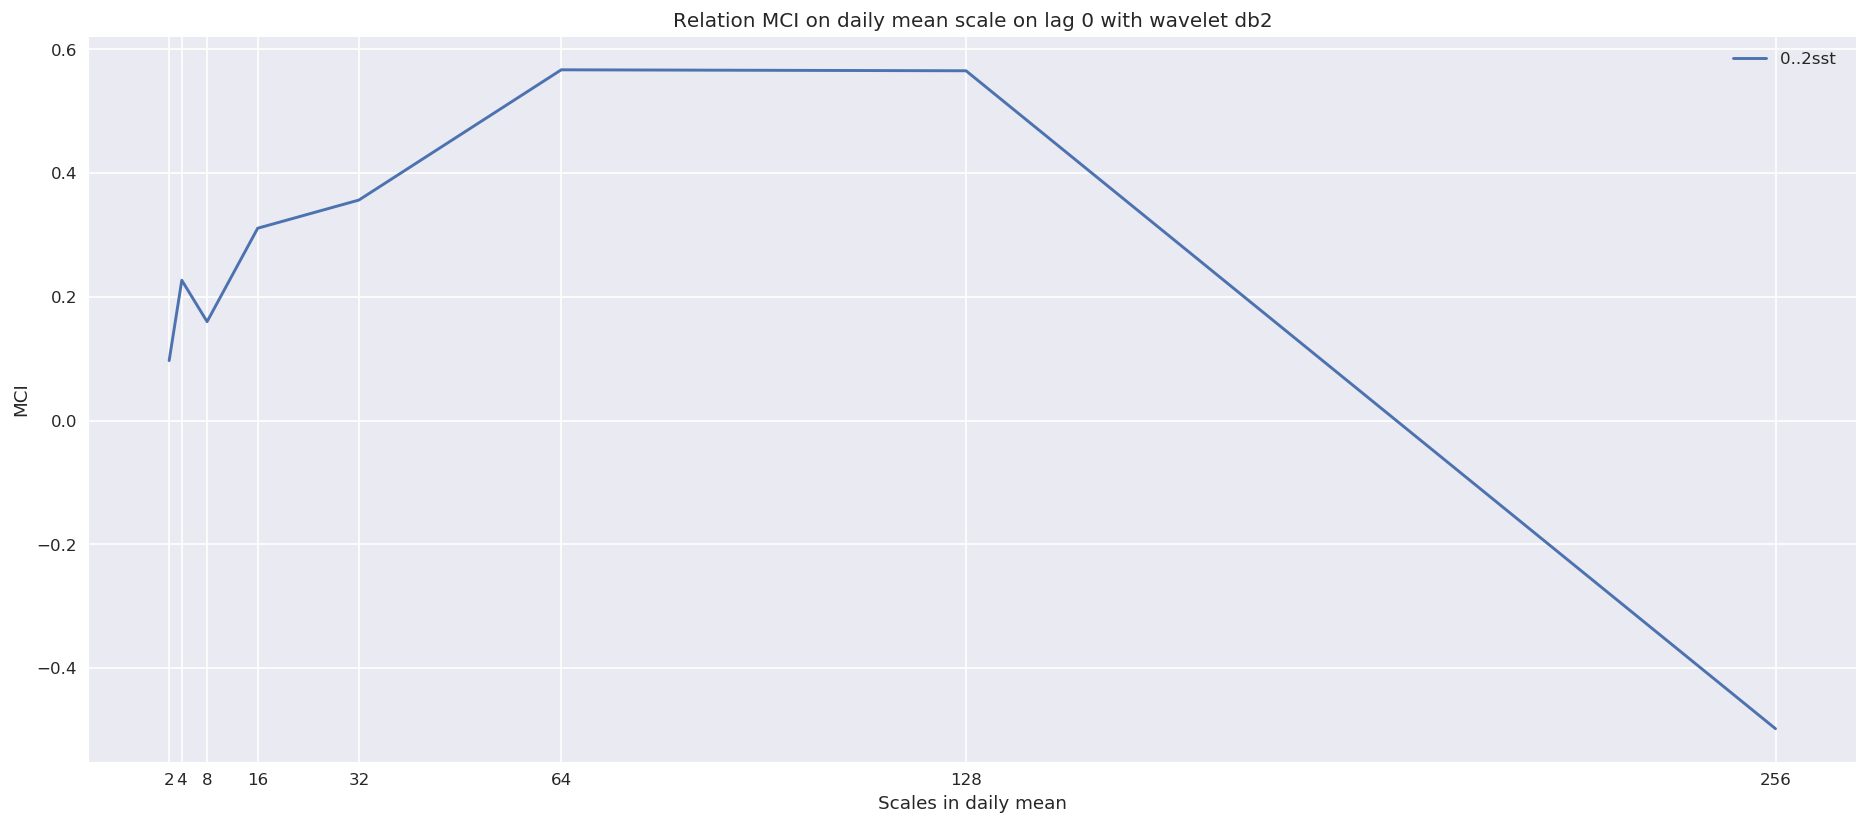 Relation MCI on daily mean scale on lag 0 with wavelet db2
0..2sst
0.6
0.4
0.2
0.0
−0.2
−0.4
MCI
2 4 8 16 32 64 128 256
Scales in daily mean